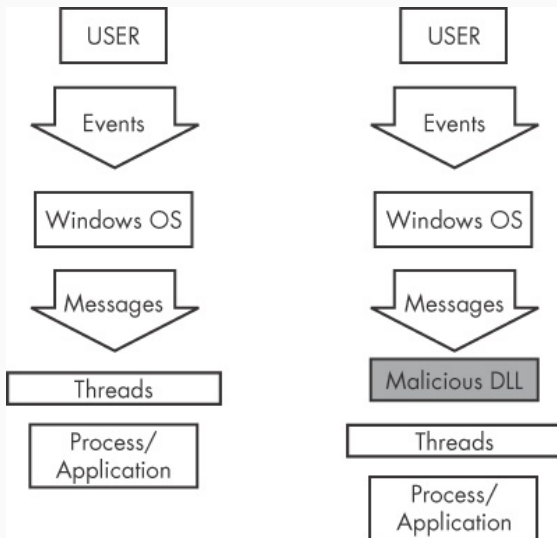 USER
Events
Windows OS
Messages
Threads
Process/
Application
USER
Events
Windows OS
Messages
Malicious DLL
Threads
Process/
Application